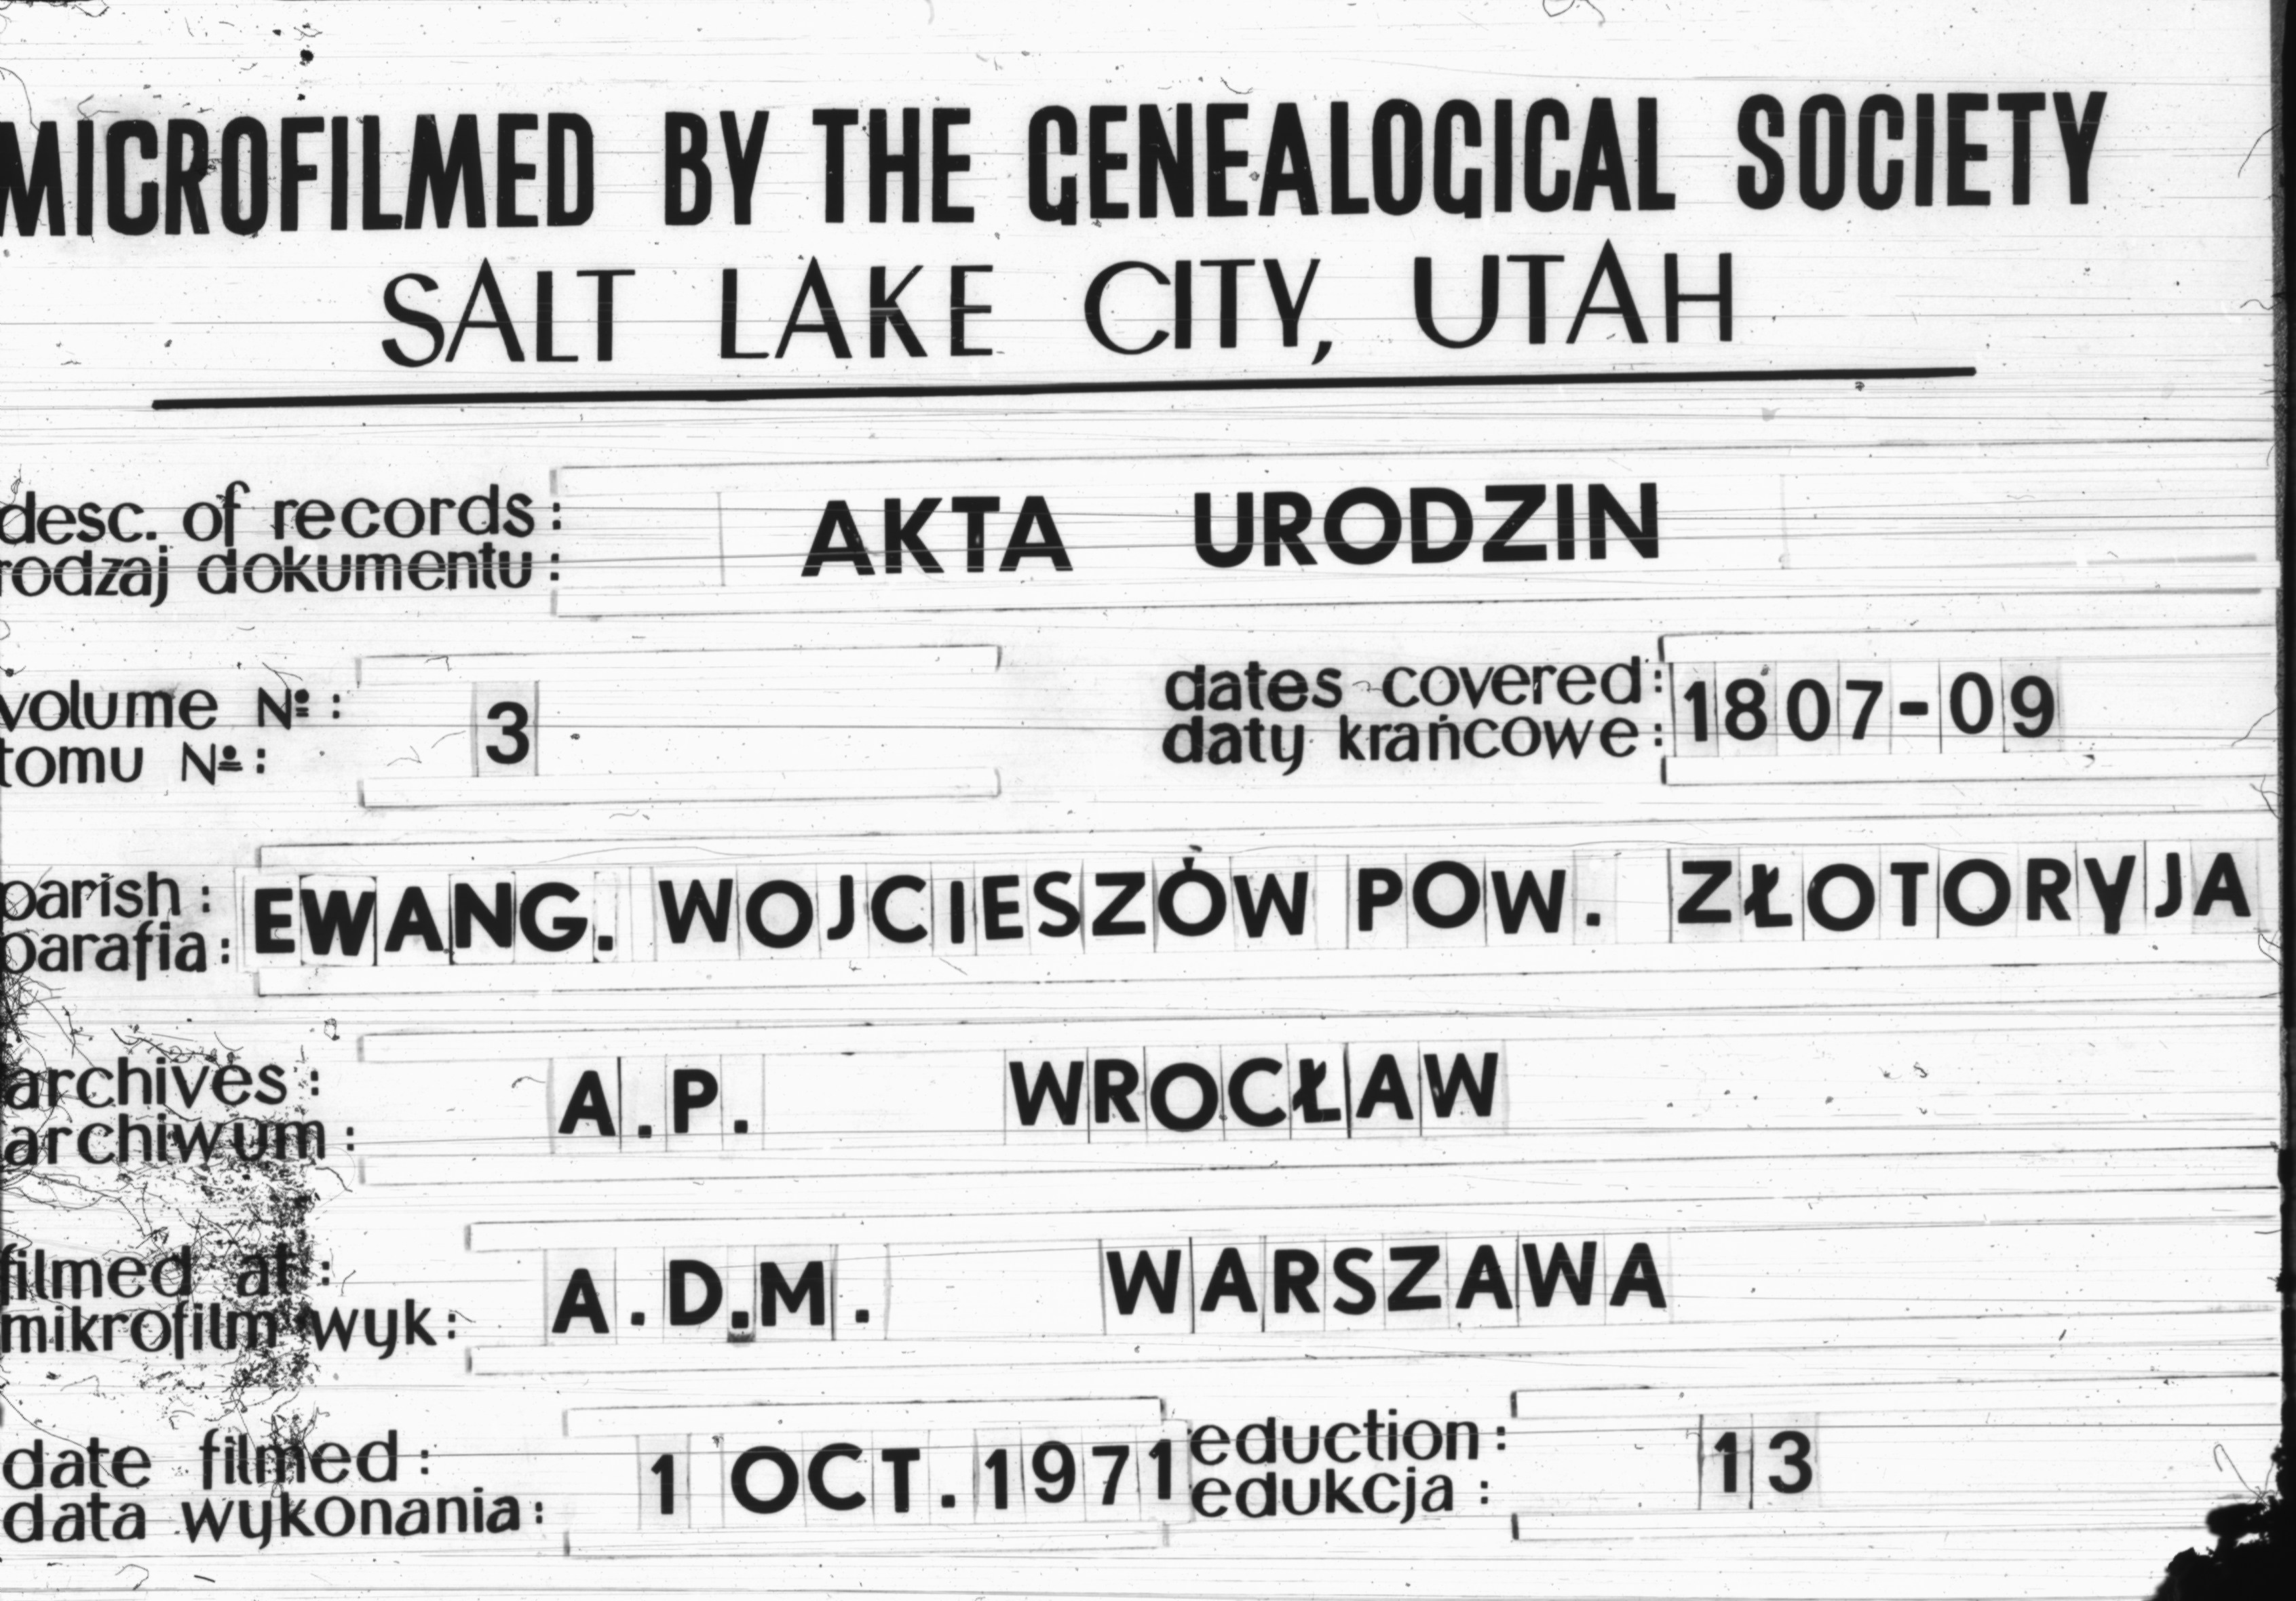 MICROFILMED BY THE GENEALOGICAL SOCIETY
SALT LAKE CITY, UTAH
desc. of records: AKTA URODZIN
rodzaj dokumentu:
volume №: 3
tomu №:
dates covered: 1807-09
daty krańcowe:
parish: EWANG. WOJCIESZÓW POW. ZŁOTORYJA
parafia:
archives: A.P. WROCŁAW
archiwum:
filmed at: A.D.M. WARSZAWA
mikrofilm wyk:
date filmed: 1 OCT. 1971
data wykonania:
eduction: 13
edukcja: